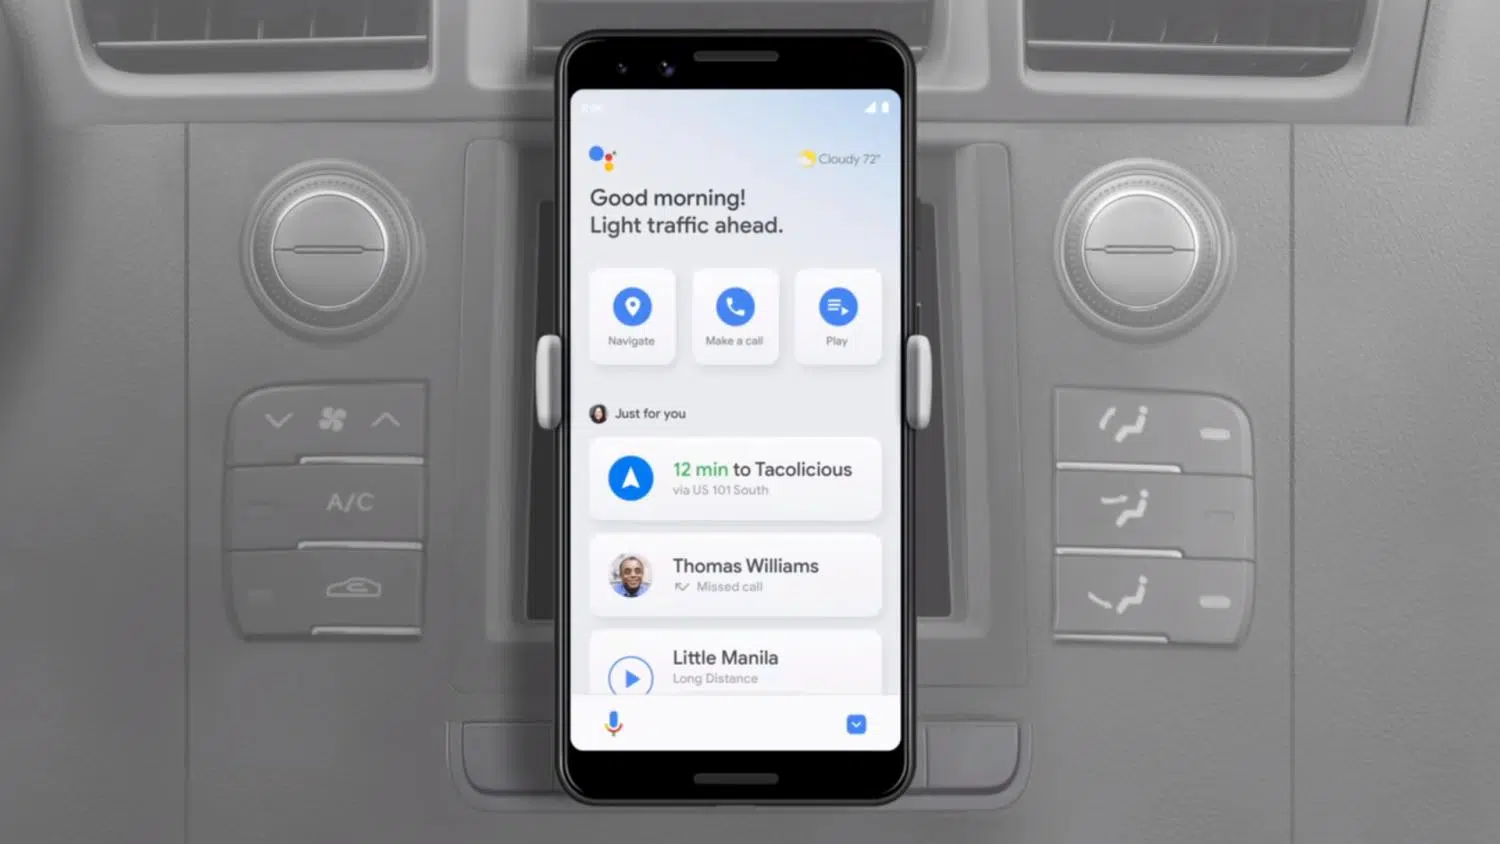 Cloudy 72°
Good morning!
Light traffic ahead.
Navigate
Make a call
Play
Just for you
12 min to Tacolicious
via US 101 South
Thomas Williams
Missed call
Little Manila
Long Distance
A/C